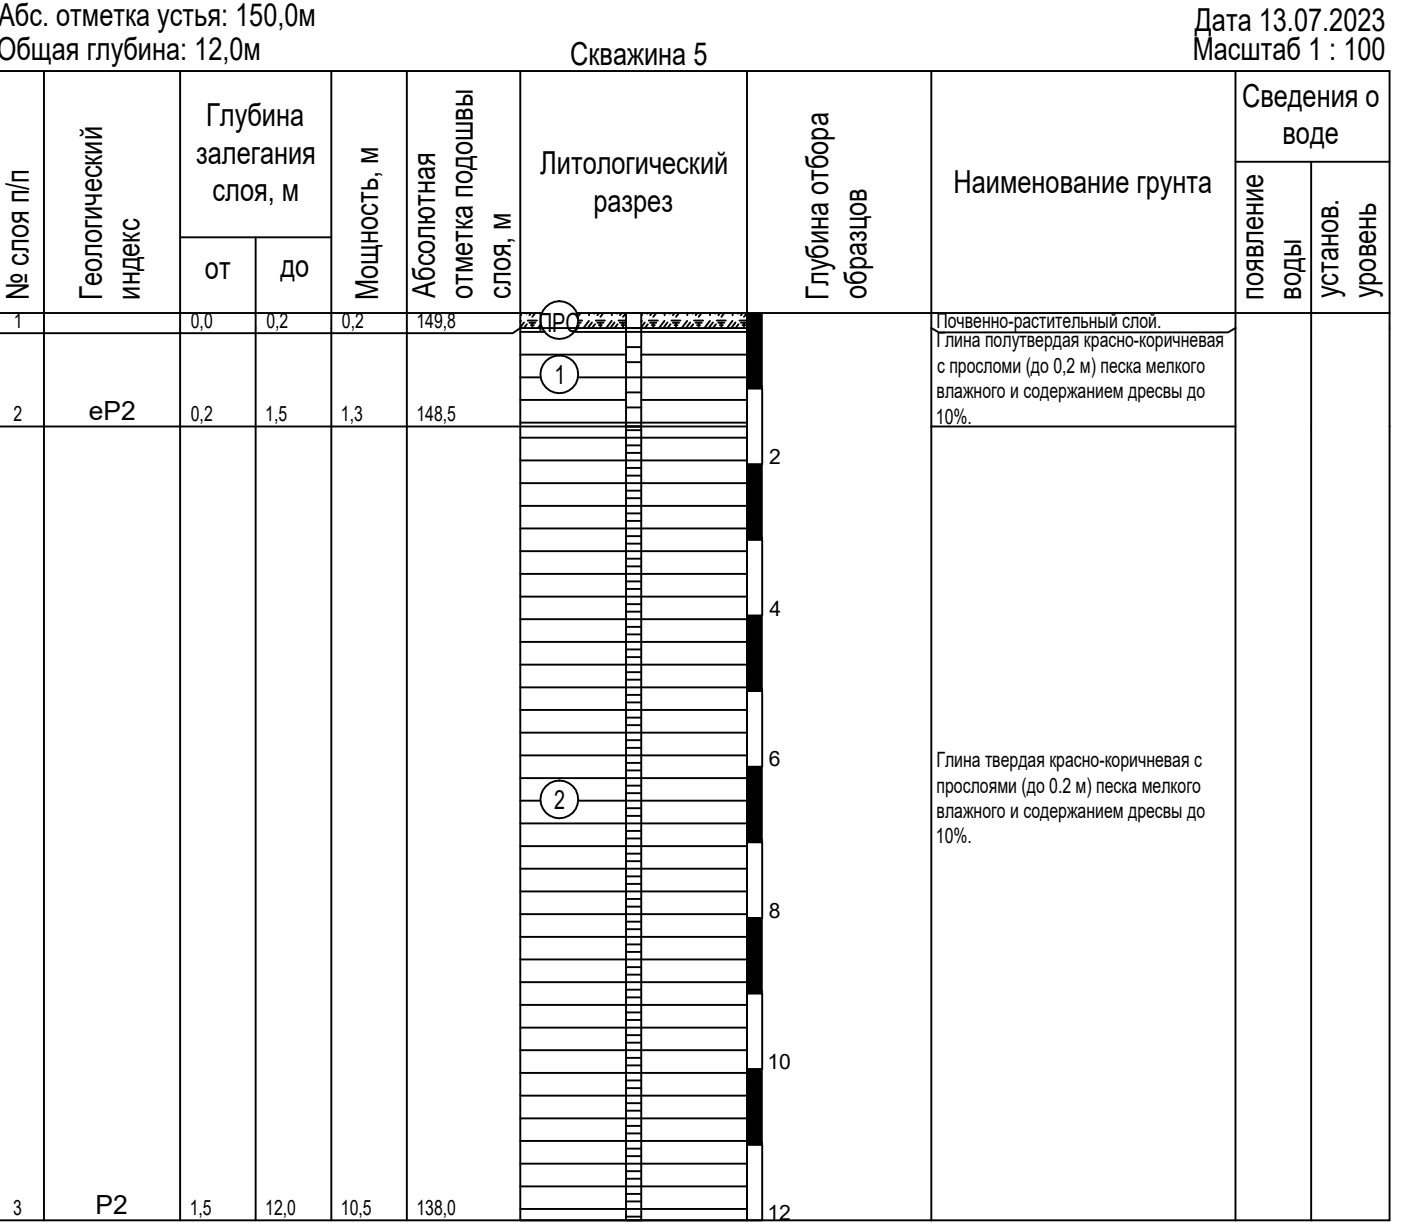 Абс. отметка устья: 150,0м
Общая глубина: 12,0м
Скважина 5
Дата 13.07.2023
Масштаб 1 : 100
№ слоя п/п
Геологический
индекс
Глубина
залегания
слоя, м
от
до
Мощность, м
Абсолютная
отметка подошвы
слоя, м
Литологический
разрез
Глубина отбора
образцов
Наименование грунта
Сведения о
воде
появление
воды
установ.
уровень
1
0,0
0,2
0,2
149,8
ПРС
Почвенно-растительный слой.
1
Глина полутвердая красно-коричневая
с просломи (до 0,2 м) песка мелкого
влажного и содержанием дресвы до
10%.
2
eP2
0,2
1,5
1,3
148,5
2
4
6
2
Глина твердая красно-коричневая с
прослоями (до 0.2 м) песка мелкого
влажного и содержанием дресвы до
10%.
8
10
3
P2
1,5
12,0
10,5
138,0
12